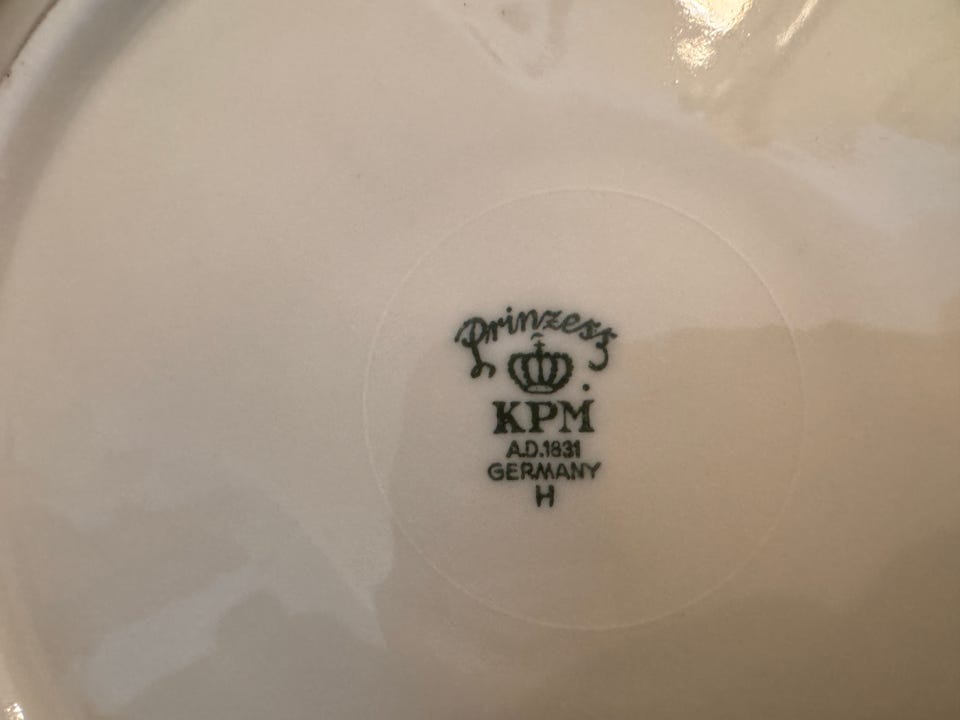 Prinzess
KPM
A.D.1831
GERMANY
H